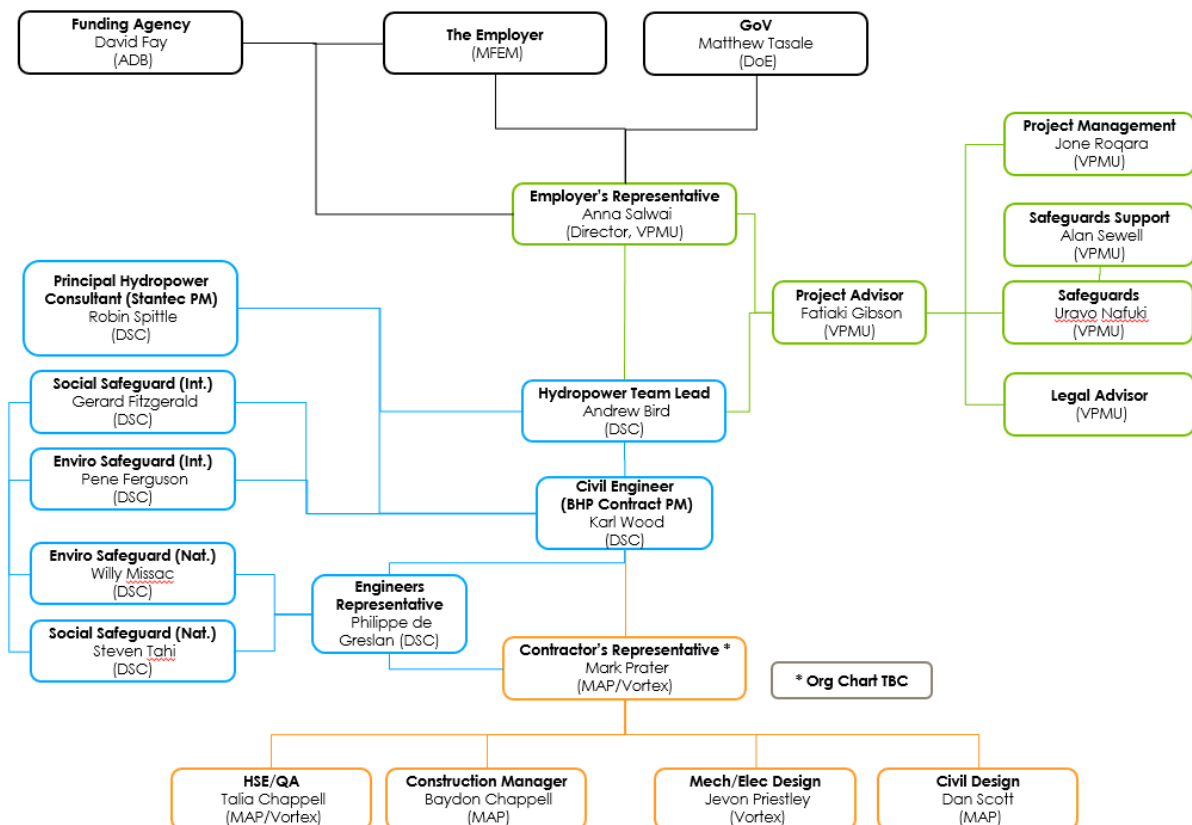 Funding Agency
David Fay
(ADB)
The Employer
(MFEM)
GoV
Matthew Tasale
(DoE)
Project Management
Jone Roqara
(VPMU)
Employer's Representative
Anna Salwai
(Director, VPMU)
Safeguards Support
Alan Sewell
(VPMU)
Principal Hydropower
Consultant (Stantec PM)
Robin Spittle
(DSC)
Project Advisor
Fatiaki Gibson
(VPMU)
Safeguards
Uravo Nafuki
(VPMU)
Social Safeguard (Int.)
Gerard Fitzgerald
(DSC)
Hydropower Team Lead
Andrew Bird
(DSC)
Legal Advisor
(VPMU)
Enviro Safeguard (Int.)
Pene Ferguson
(DSC)
Civil Engineer
(BHP Contract PM)
Karl Wood
(DSC)
Enviro Safeguard (Nat.)
Willy Missac
(DSC)
Engineers
Representative
Philippe de
Greslan (DSC)
Social Safeguard (Nat.)
Steven Tahi
(DSC)
Contractor's Representative *
Mark Prater
(MAP/Vortex)
* Org Chart TBC
HSE/QA
Talia Chappell
(MAP/Vortex)
Construction Manager
Baydon Chappell
(MAP)
Mech/Elec Design
Jevon Priestley
(Vortex)
Civil Design
Dan Scott
(MAP)